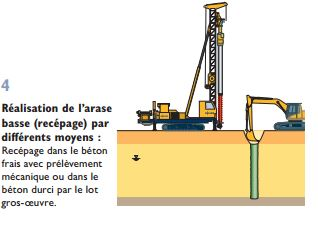 4
Réalisation de l'arase
basse (recépage) par
différents moyens :
Recépage dans le béton
frais avec prélèvement
mécanique ou dans le
béton durci par le lot
gros-œuvre.